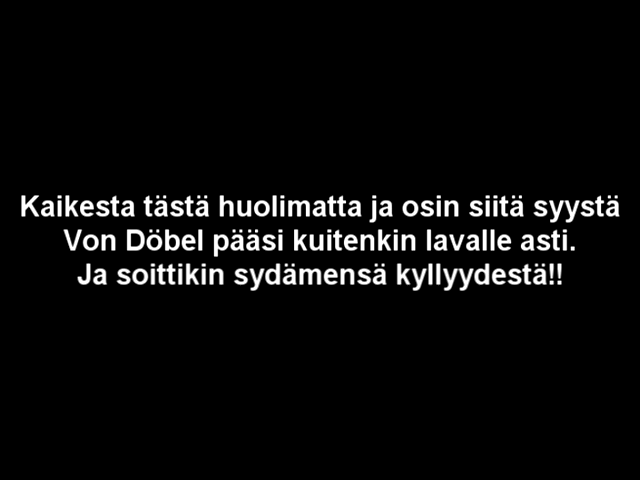 Kaikesta tästä huolimatta ja osin siitä syystä
Von Döbel pääsi kuitenkin lavalle asti.
Ja soittikin sydämensä kyllyydestä!!